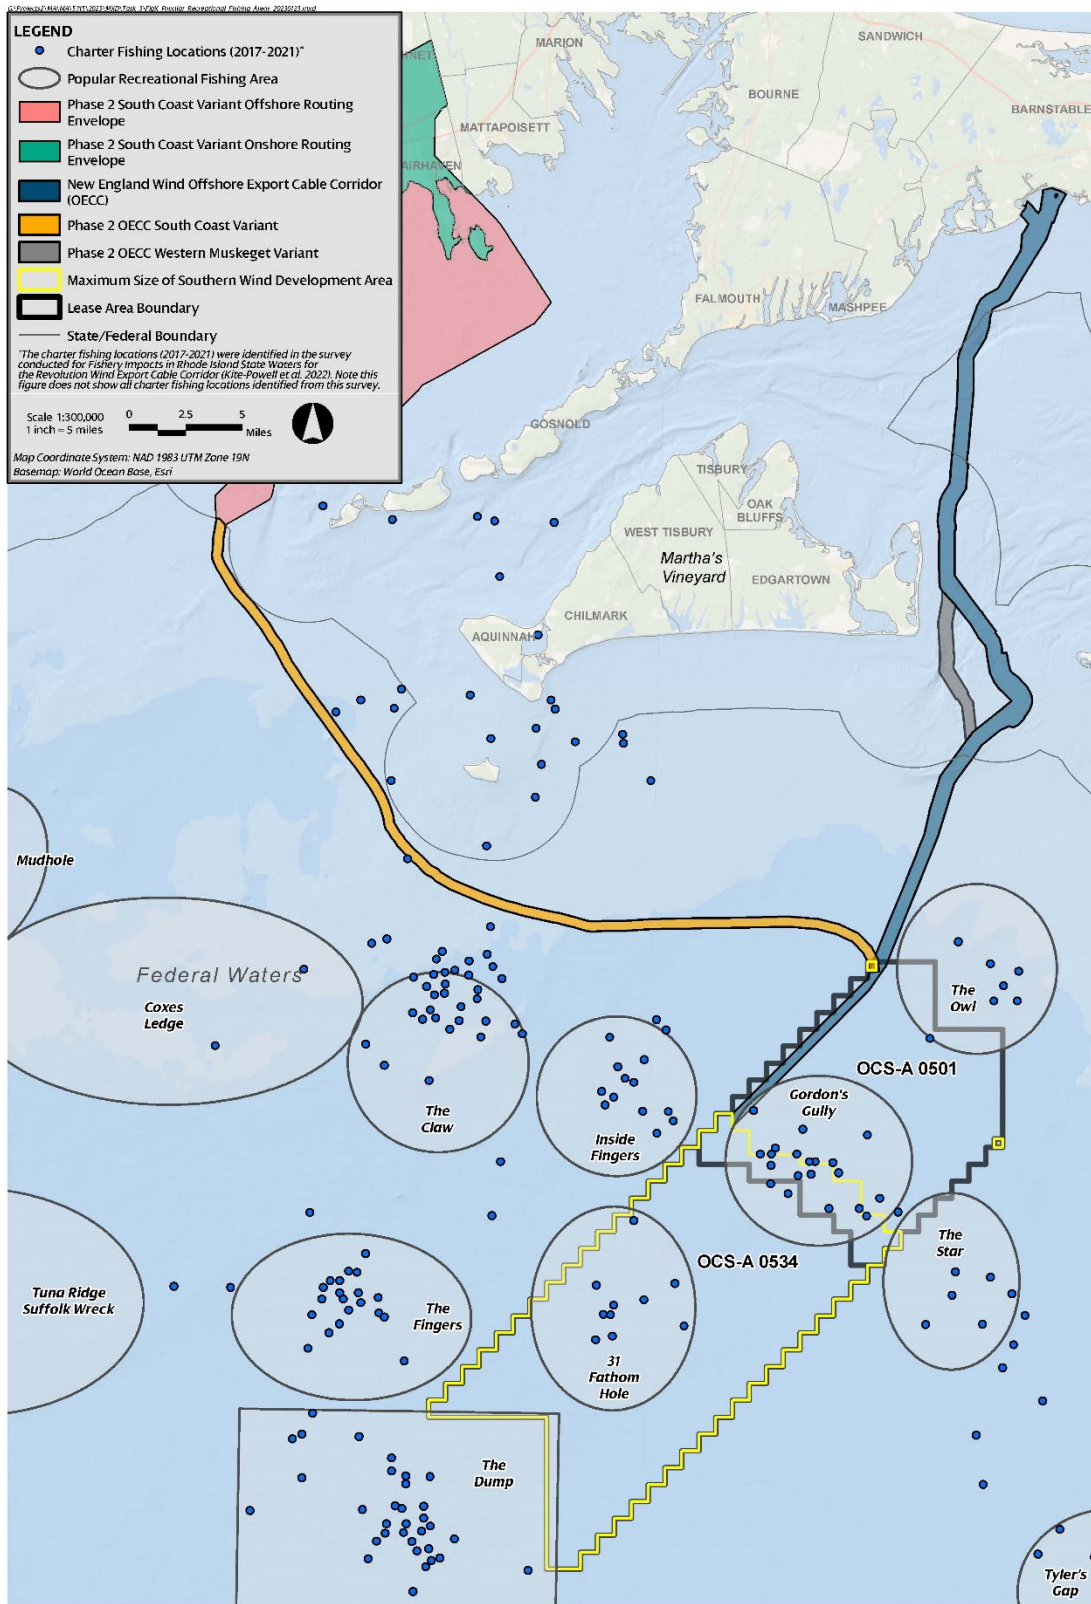 LEGEND
Charter Fishing Locations (2017-2021)*
Popular Recreational Fishing Area
Phase 2 South Coast Variant Offshore Routing
Envelope
Phase 2 South Coast Variant Onshore Routing
Envelope
New England Wind Offshore Export Cable Corridor
(OECC)
Phase 2 OECC South Coast Variant
Phase 2 OECC Western Muskeget Variant
Maximum Size of Southern Wind Development Area
Lease Area Boundary
State/Federal Boundary
*The charter fishing locations (2017-2021) were identified in the survey
conducted for Fishery Impacts in Rhode Island State Waters for
the Revolution Wind Export Cable Corridor (Kite-Powell et al. 2022). Note this
figure does not show all charter fishing locations identified from this survey.
Scale 1:300,000
1 inch = 5 miles
0 2.5 5
Miles
Map Coordinate System: NAD 1983 UTM Zone 19N
Basemap: World Ocean Base, Esri
MARION
SANDWICH
BOURNE
BARNSTABLE
MATTAPOISETT
AIRHAVEN
FALMOUTH
MASHPEE
GOSNOLD
TISBURY
OAK
BLUFFS
WEST TISBURY
Martha's
Vineyard
EDGARTOWN
CHILMARK
AQUINNAH
Mudhole
Federal Waters
Coxes
Ledge
The
Owl
The
Claw
Inside
Fingers
OCS-A 0501
Gordon's
Gully
The
Star
OCS-A 0534
Tuna Ridge
Suffolk Wreck
The
Fingers
31
Fathom
Hole
The
Dump
Tyler's
Gap